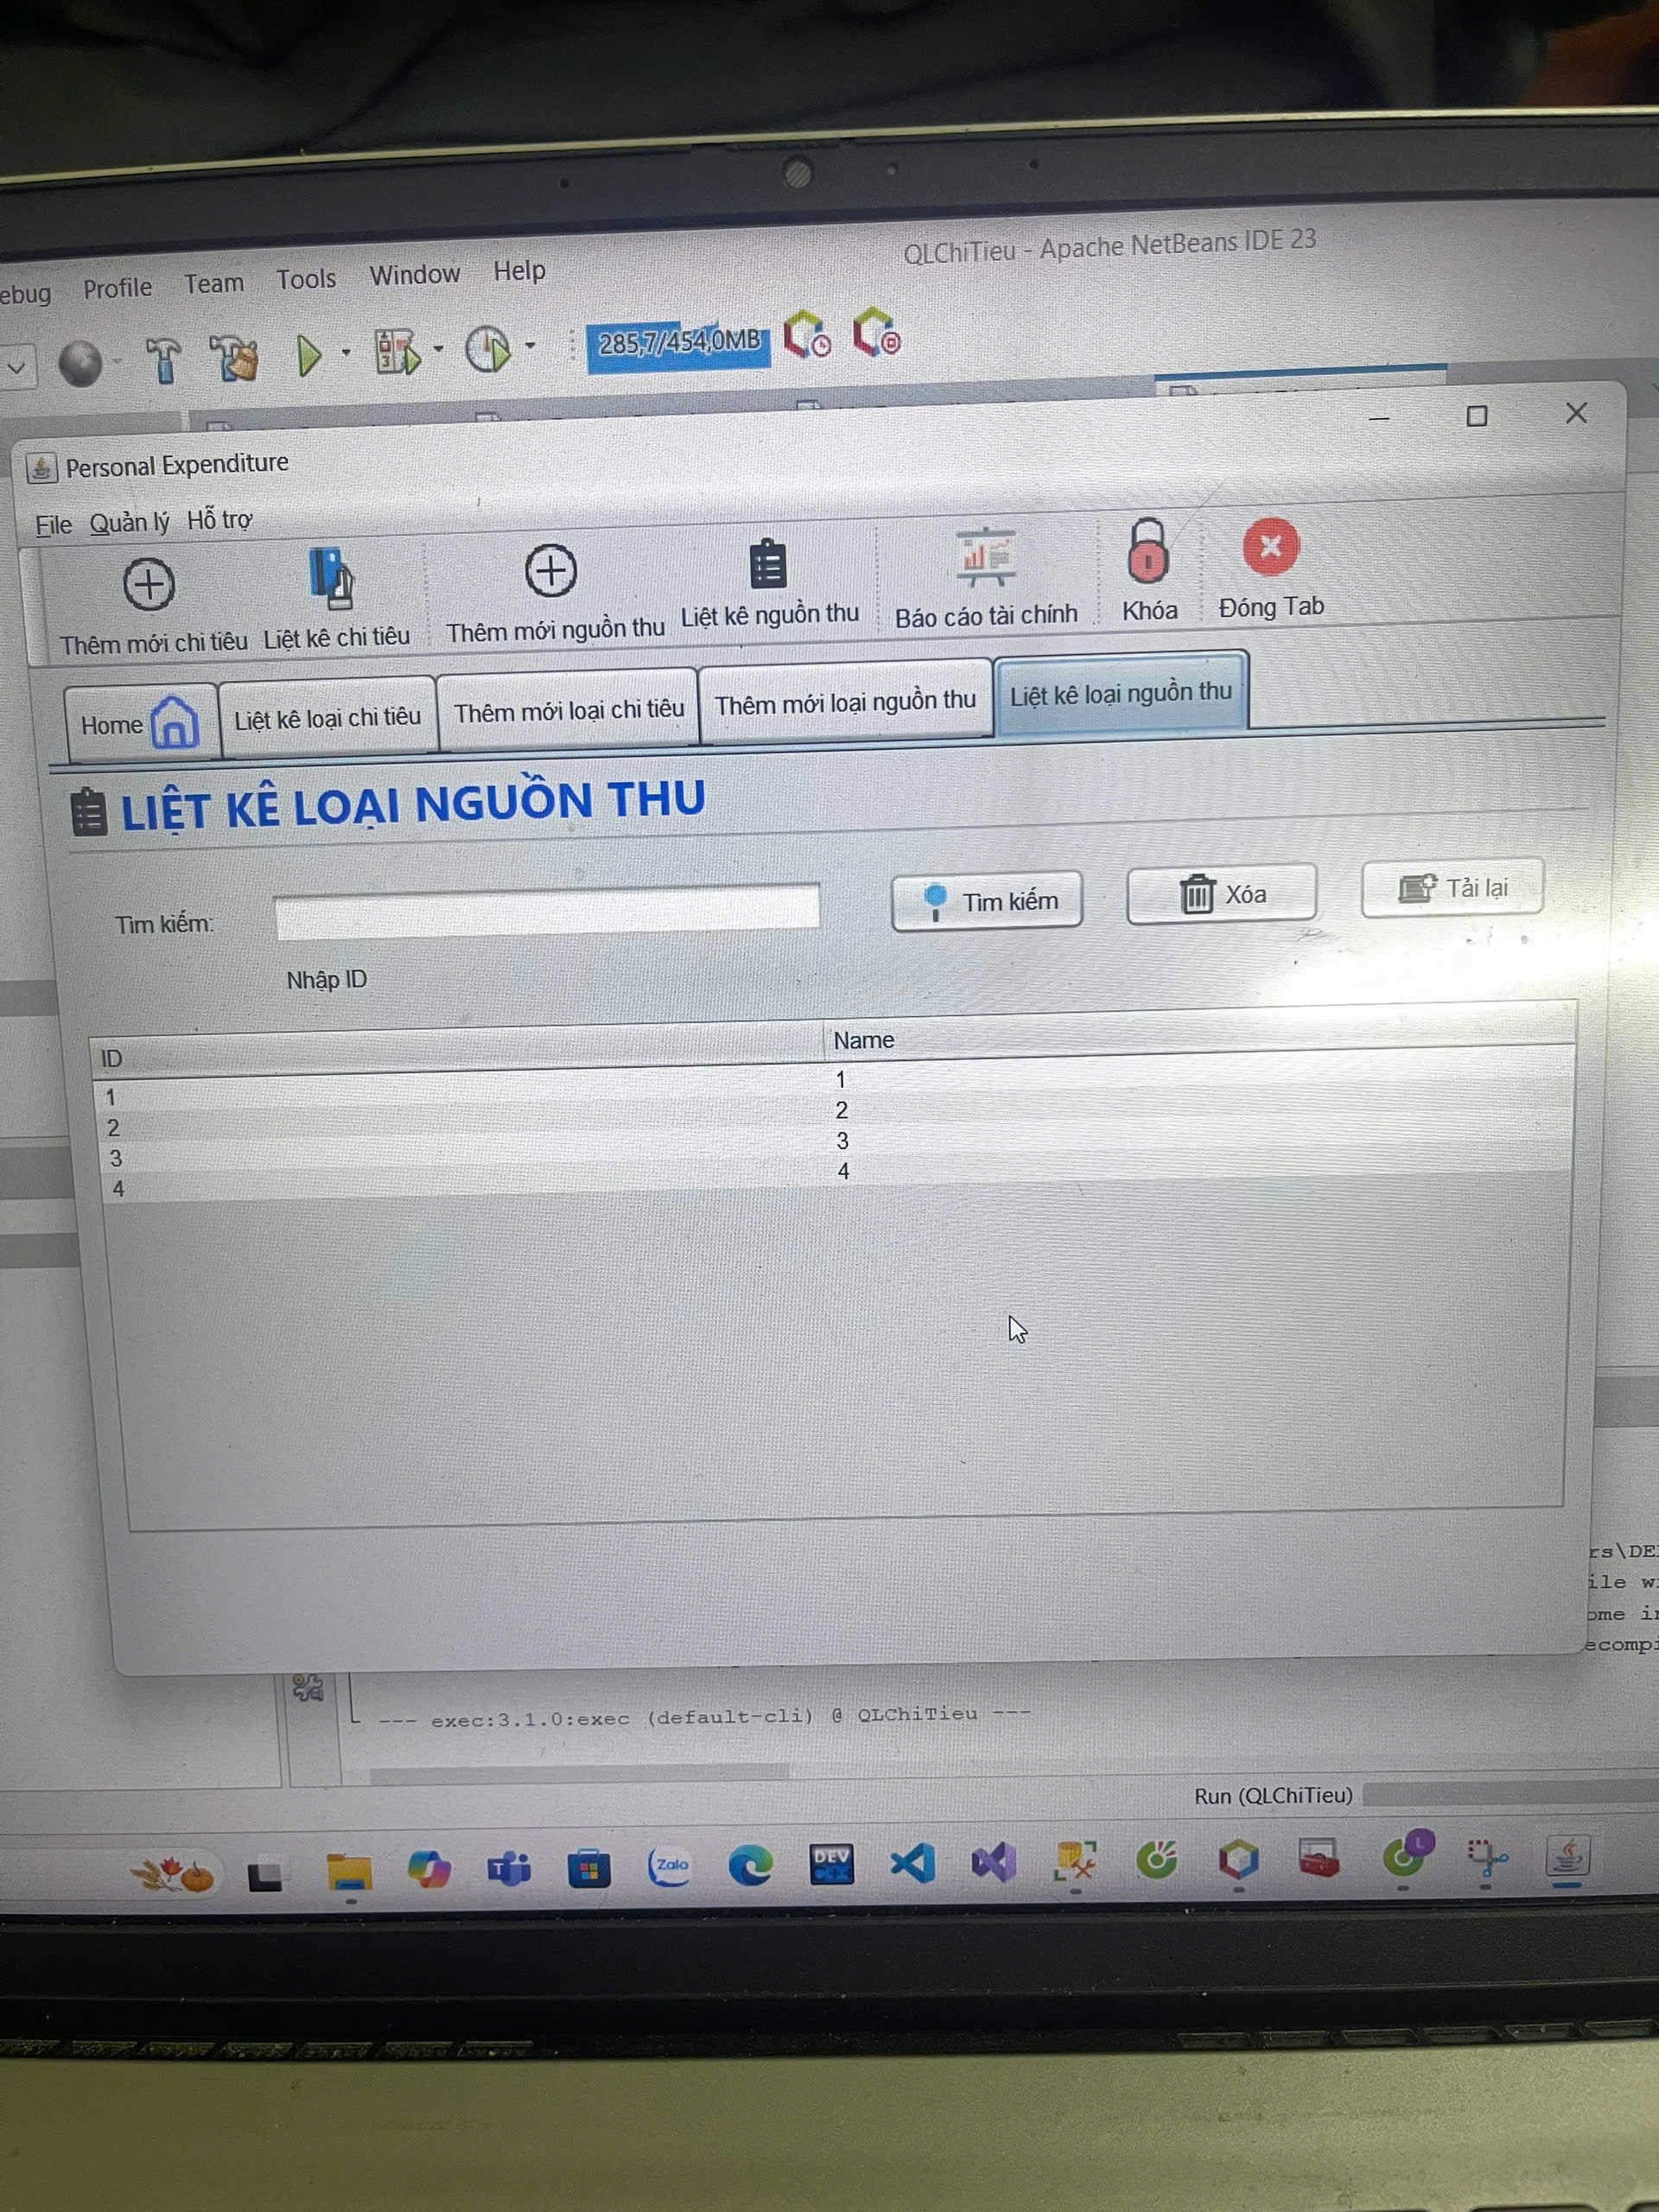 QLChiTieu - Apache NetBeans IDE 23
ebug Profile Team Tools Window Help
285,7/454,0MB
Personal Expenditure
File Quản lý Hỗ trợ
Thêm mới chi tiêu Liệt kê chi tiêu Thêm mới nguồn thu Liệt kê nguồn thu Báo cáo tài chính Khóa Đóng Tab
Home Liệt kê loại chi tiêu Thêm mới loại chi tiêu Thêm mới loại nguồn thu Liệt kê loại nguồn thu
LIỆT KÊ LOẠI NGUỒN THU
Tìm kiếm: Tìm kiếm Xóa Tải lại
Nhập ID
ID Name
1 1
2 2
3 3
4 4
rs\DE
ile w
ome i
ecomp
--- exec:3.1.0:exec (default-cli) @ QLChiTieu ---
Run (QLChiTieu)
Zalo
DEV
C++
L